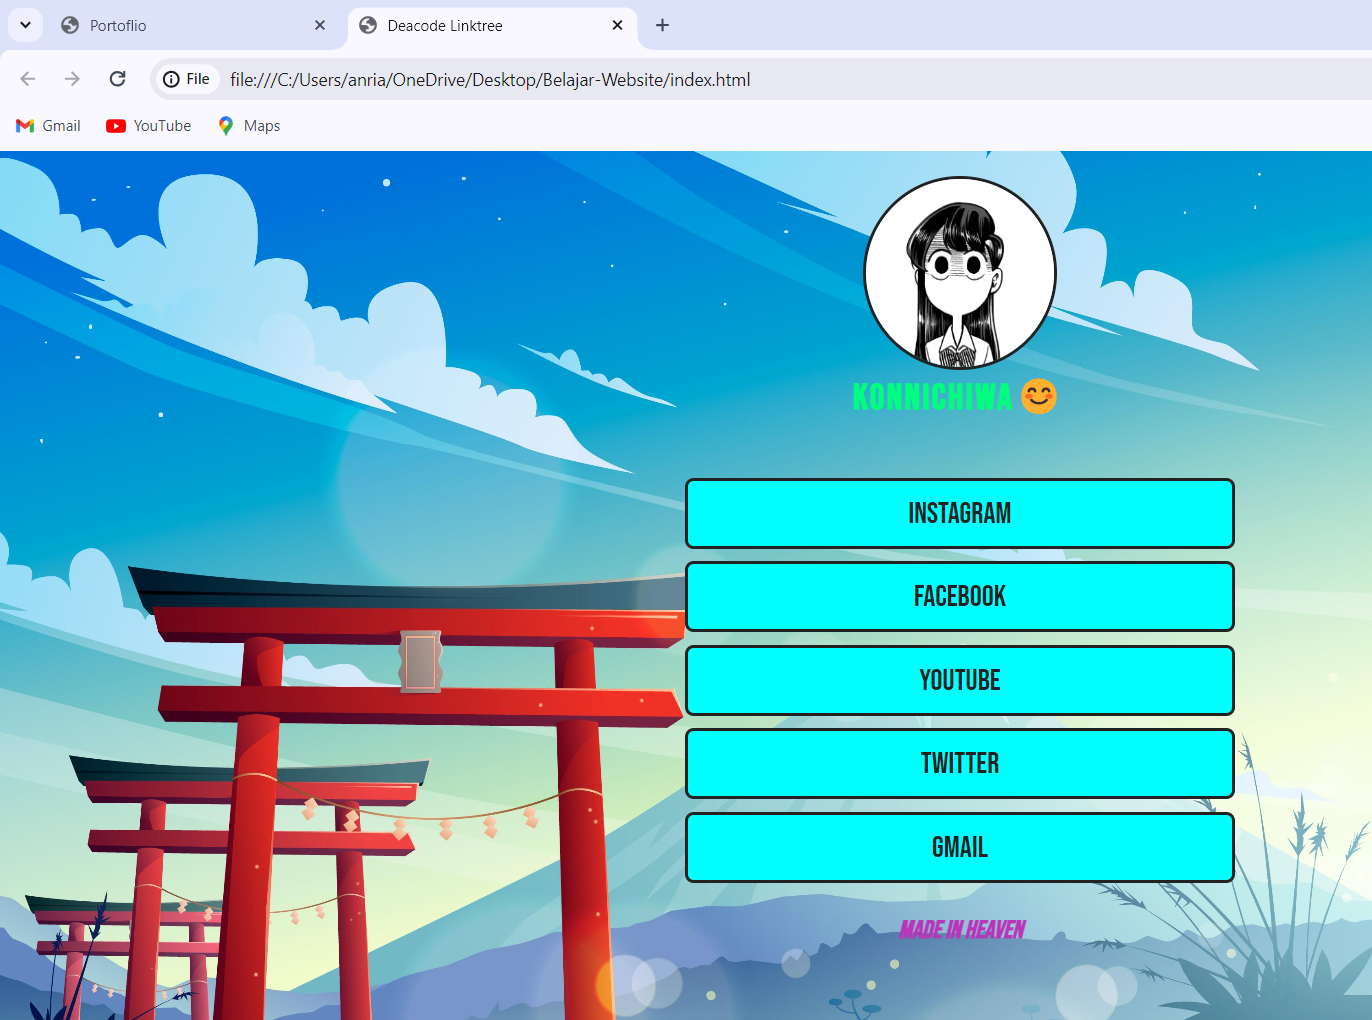 Portoflio
Deacode Linktree
File file:///C:/Users/anria/OneDrive/Desktop/Belajar-Website/index.html
Gmail YouTube Maps
KONNICHIWA 😊
INSTAGRAM
FACEBOOK
YOUTUBE
TWITTER
GMAIL
MADE IN HEAVEN